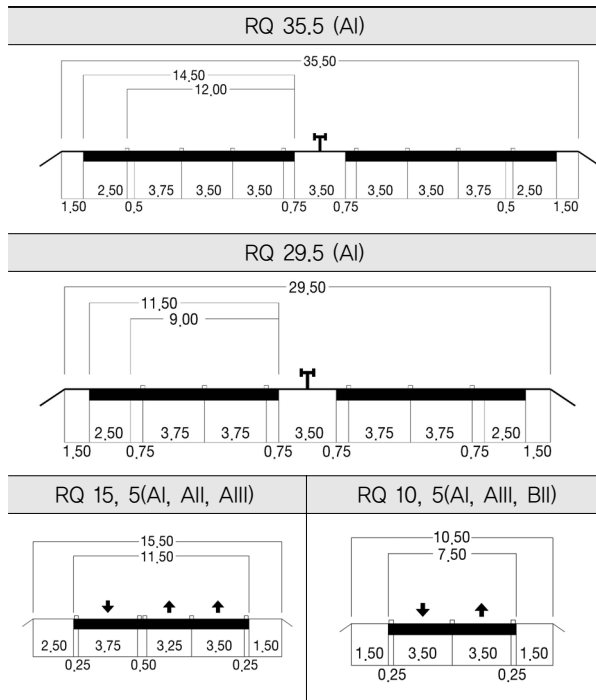 RQ 35.5 (AI)
35,50
14,50
12,00
2,50 3,75 3,50 3,50 3,50 3,50 3,50 3,75 2,50
1,50 0,5 0,75 0,75 0,5 1,50
RQ 29.5 (AI)
29,50
11,50
9,00
2,50 3,75 3,75 3,50 3,75 3,75 2,50
1,50 0,75 0,75 0,75 0,75 1,50
RQ 15, 5(AI, AII, AIII)
15,50
11,50
2,50 3,75 3,25 3,50 1,50
0,25 0,50 0,25
RQ 10, 5(AI, AIII, BII)
10,50
7,50
1,50 3,50 3,50 1,50
0,25 0,25